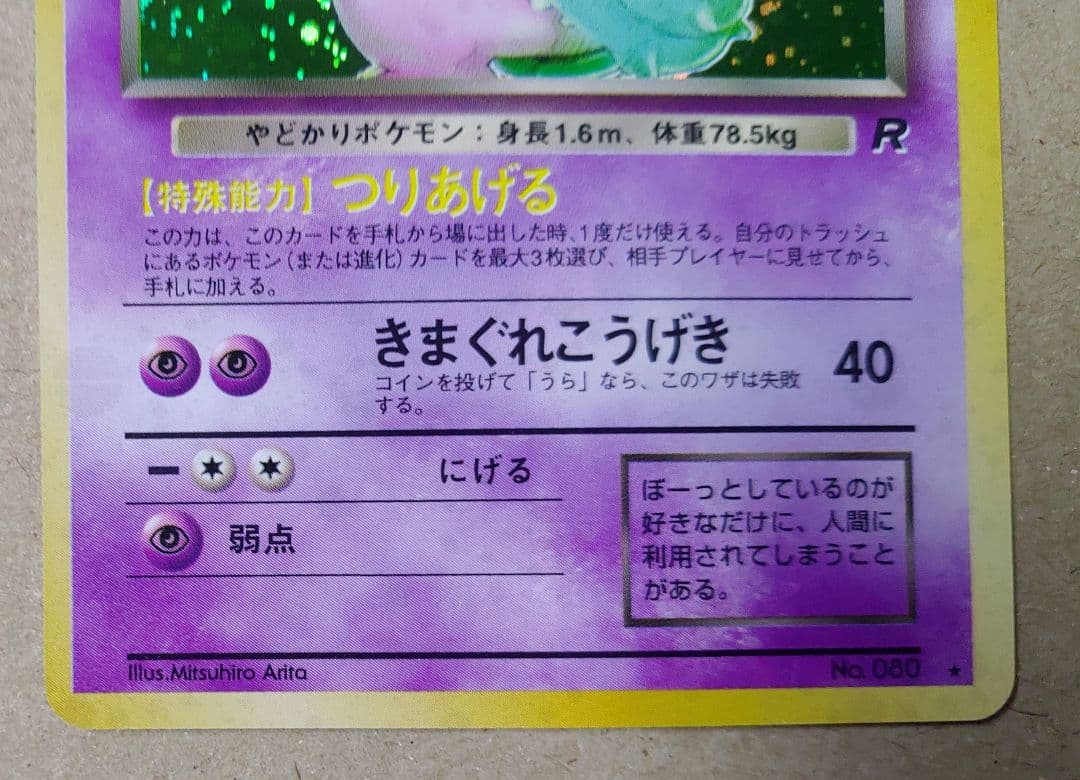 やどかりポケモン：身長1.6m、体重78.5kg
R
【特殊能力】つりあげる
この力は、このカードを手札から場に出した時、1度だけ使える。自分のトラッシュ
にあるポケモン（または進化）カードを最大3枚選び、相手プレイヤーに見せてから、
手札に加える。
きまぐれこうげき 40
コインを投げて「うら」なら、このワザは失敗
する。
にげる
弱点
ぼーっとしているのが
好きなだけに、人間に
利用されてしまうこと
がある。
Illus.Mitsuhiro Arita
No. 080 ★